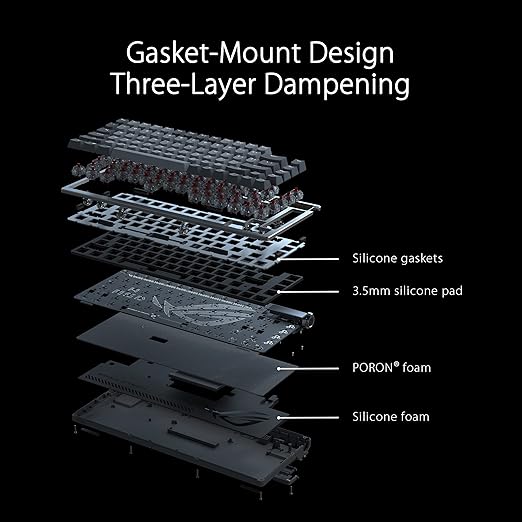 Gasket-Mount Design
Three-Layer Dampening
Silicone gaskets
3.5mm silicone pad
PORON® foam
Silicone foam